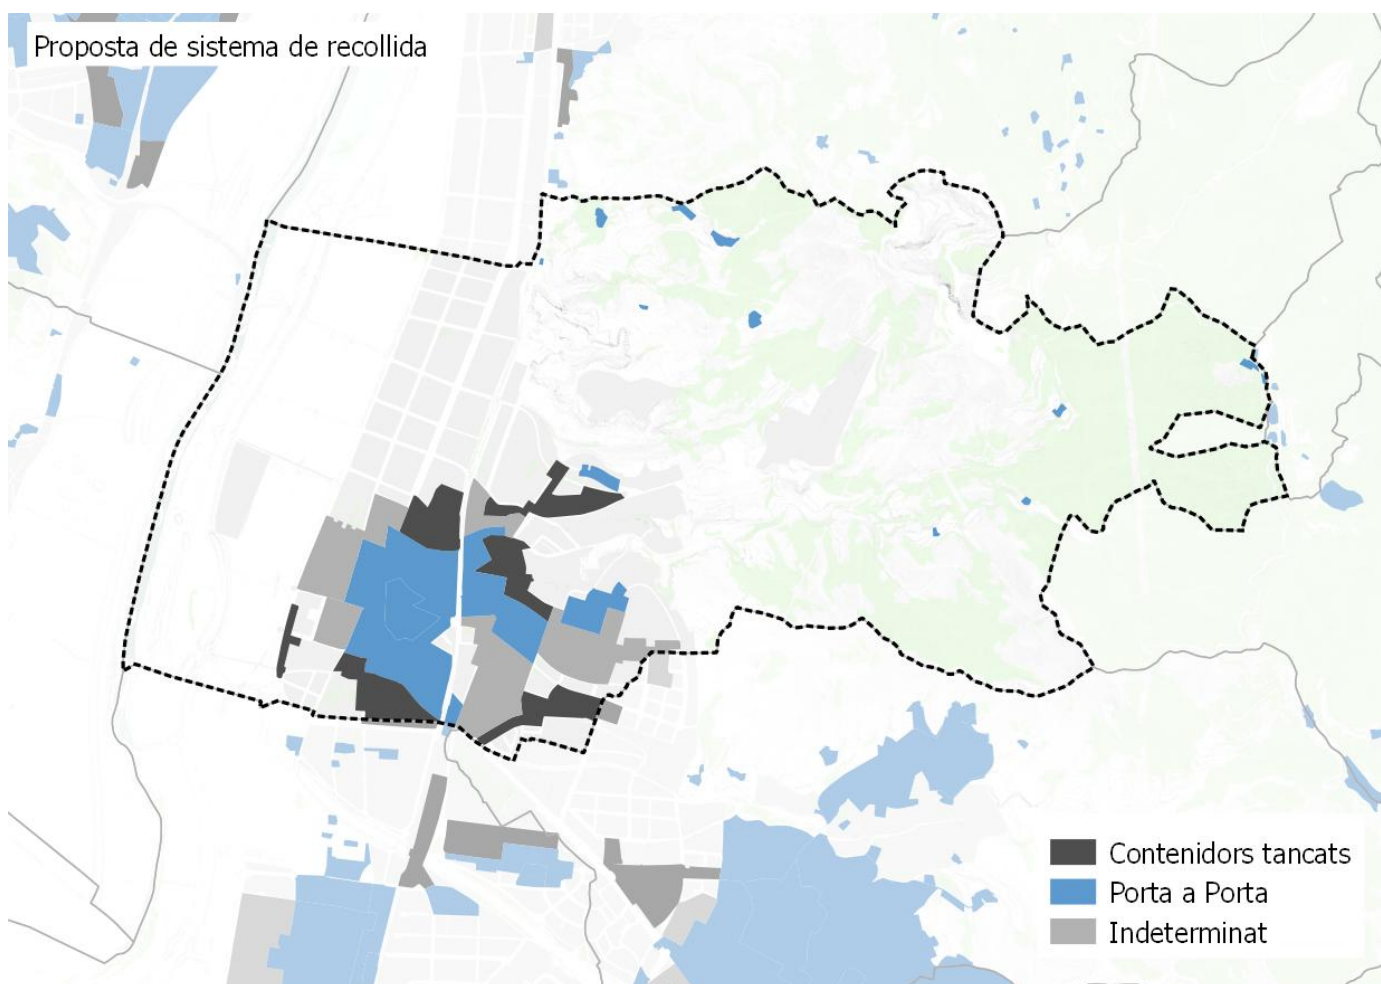 Proposta de sistema de recollida
Contenidors tancats
Porta a Porta
Indeterminat